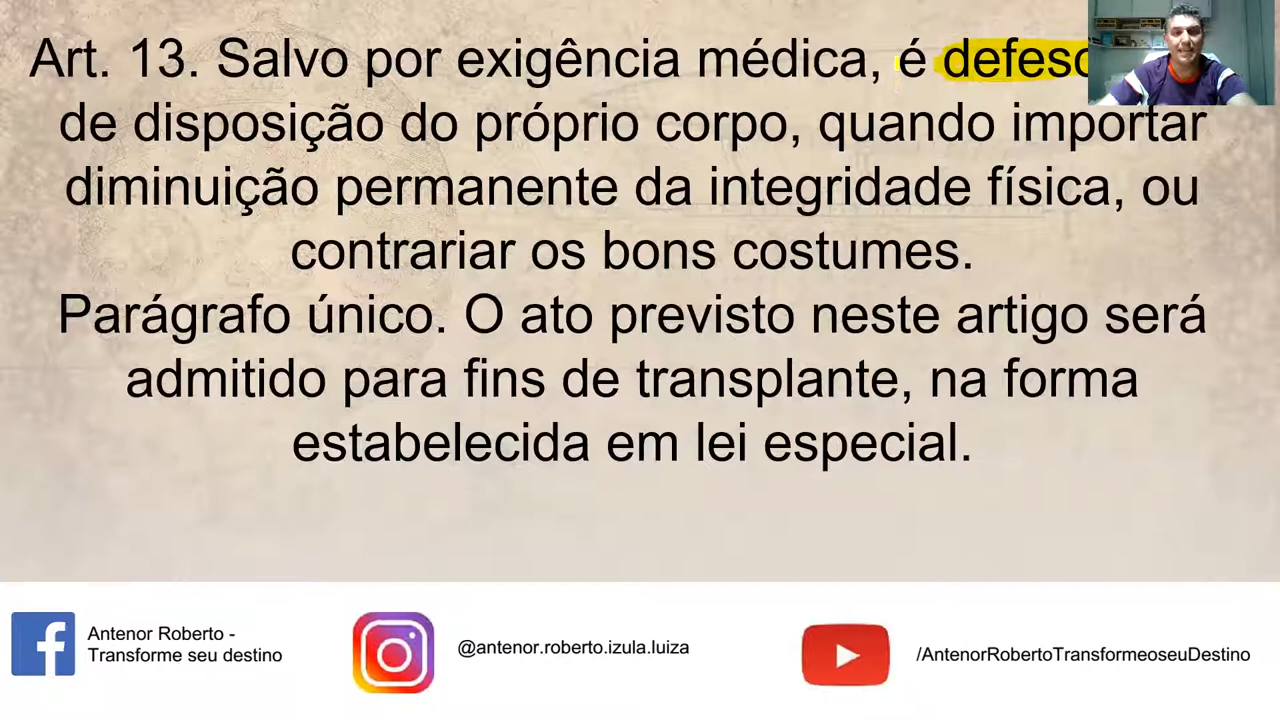 Art. 13. Salvo por exigência médica, é defeso
de disposição do próprio corpo, quando importar
diminuição permanente da integridade física, ou
contrariar os bons costumes.
Parágrafo único. O ato previsto neste artigo será
admitido para fins de transplante, na forma
estabelecida em lei especial.
Antenor Roberto -
Transforme seu destino
@antenor.roberto.izula.luiza
/AntenorRobertoTransformeoseuDestino